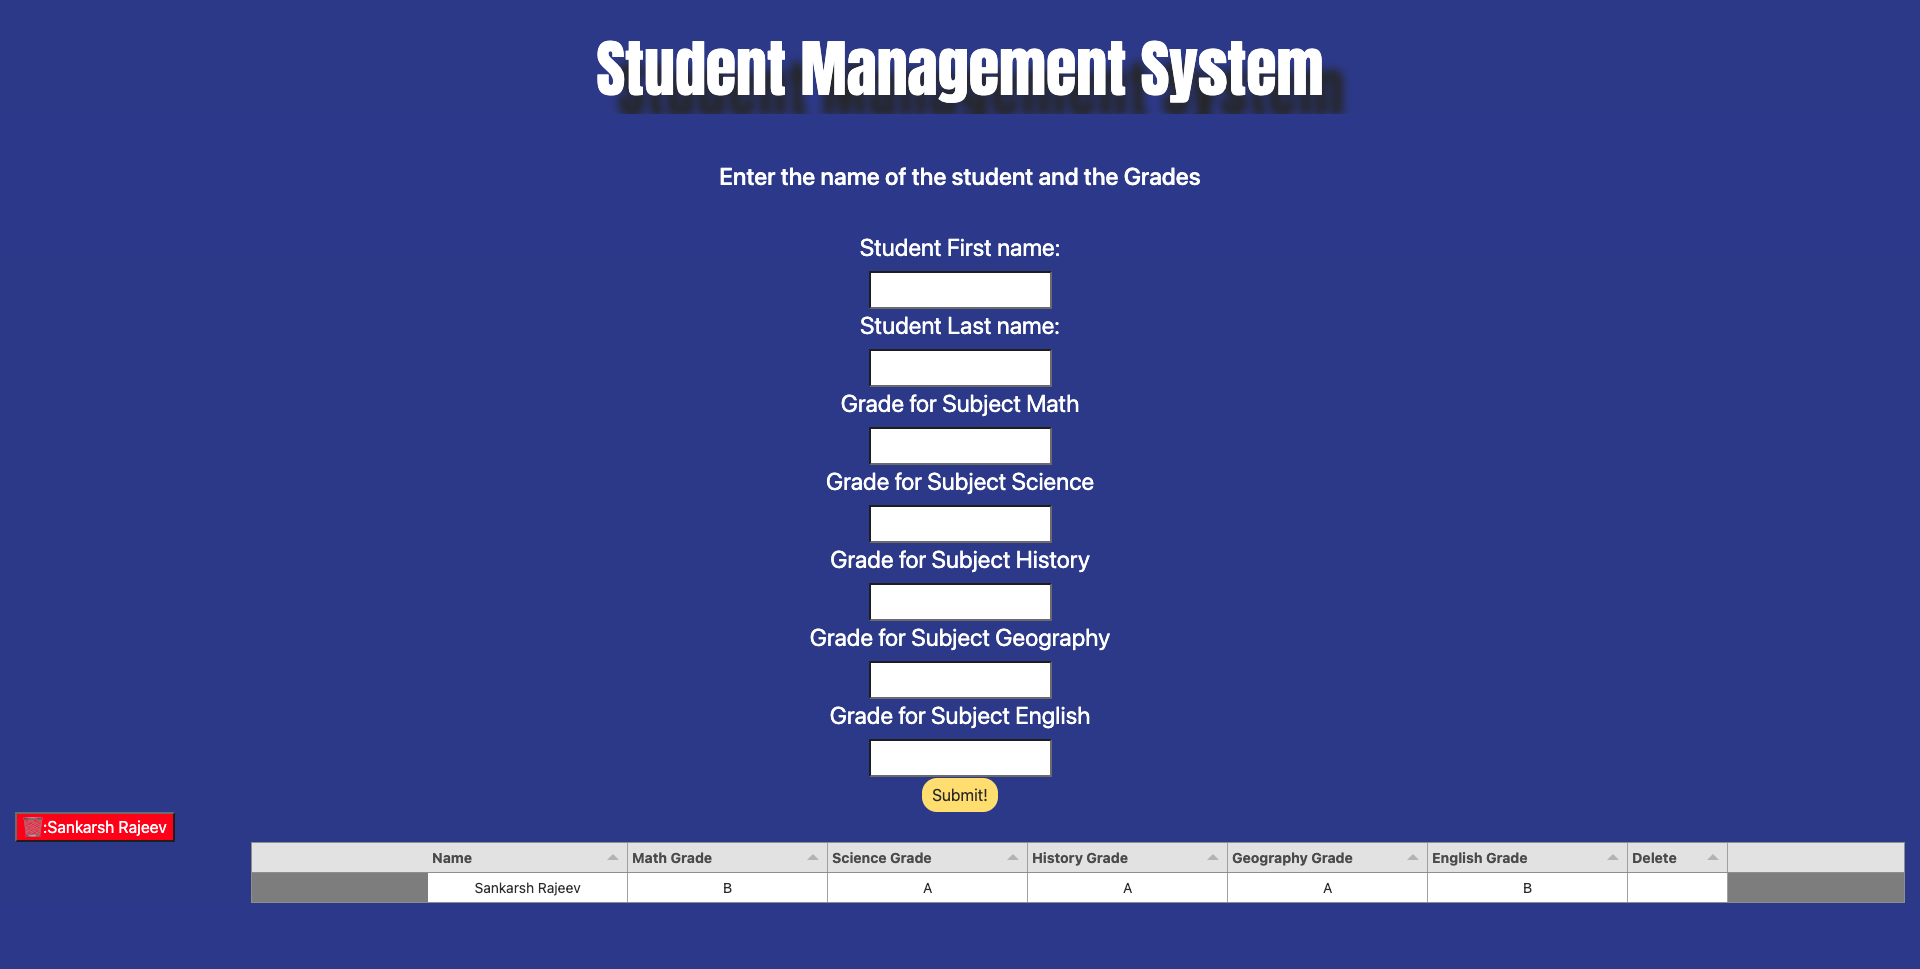 Student Management System
Enter the name of the student and the Grades
Student First name:
Student Last name:
Grade for Subject Math
Grade for Subject Science
Grade for Subject History
Grade for Subject Geography
Grade for Subject English
Submit!
🗑️:Sankarsh Rajeev
Name Math Grade Science Grade History Grade Geography Grade English Grade Delete
Sankarsh Rajeev B A A A B